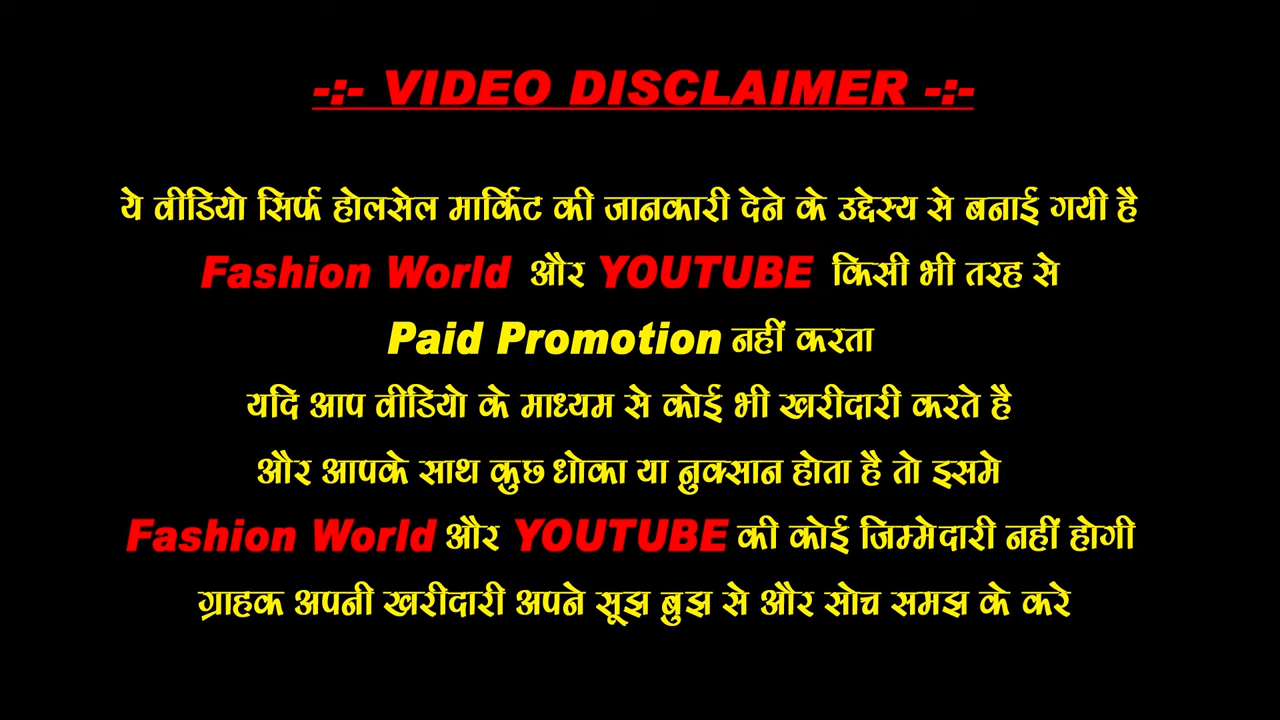 -:- VIDEO DISCLAIMER -:-
ये वीडियो सिर्फ होलसेल मार्किट की जानकारी देने के उद्देस्य से बनाई गयी है
Fashion World और YOUTUBE किसी भी तरह से
Paid Promotion नहीं करता
यदि आप वीडियो के माध्यम से कोई भी खरीदारी करते है
और आपके साथ कुछ धोका या नुक्सान होता है तो इसमे
Fashion World और YOUTUBE की कोई जिम्मेदारी नहीं होगी
ग्राहक अपनी खरीदारी अपने सूझ बुझ से और सोच समझ के करे